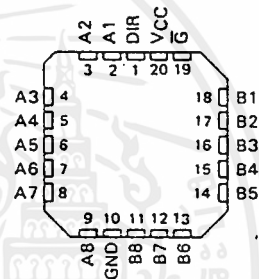 A2 A1 DIR VCC G̅
3 2 1 20 19
A3 4 18 B1
A4 5 17 B2
A5 6 16 B3
A6 7 15 B4
A7 8 14 B5
9 10 11 12 13
A8 GND B8 B7 B6